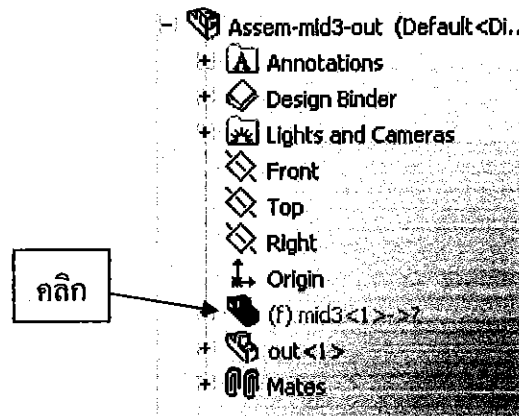 Assem-mid3-out (Default<Di..
Annotations
Design Binder
Lights and Cameras
Front
Top
Right
Origin
คลิก
(f) mid3<1>->?
out<1>
Mates